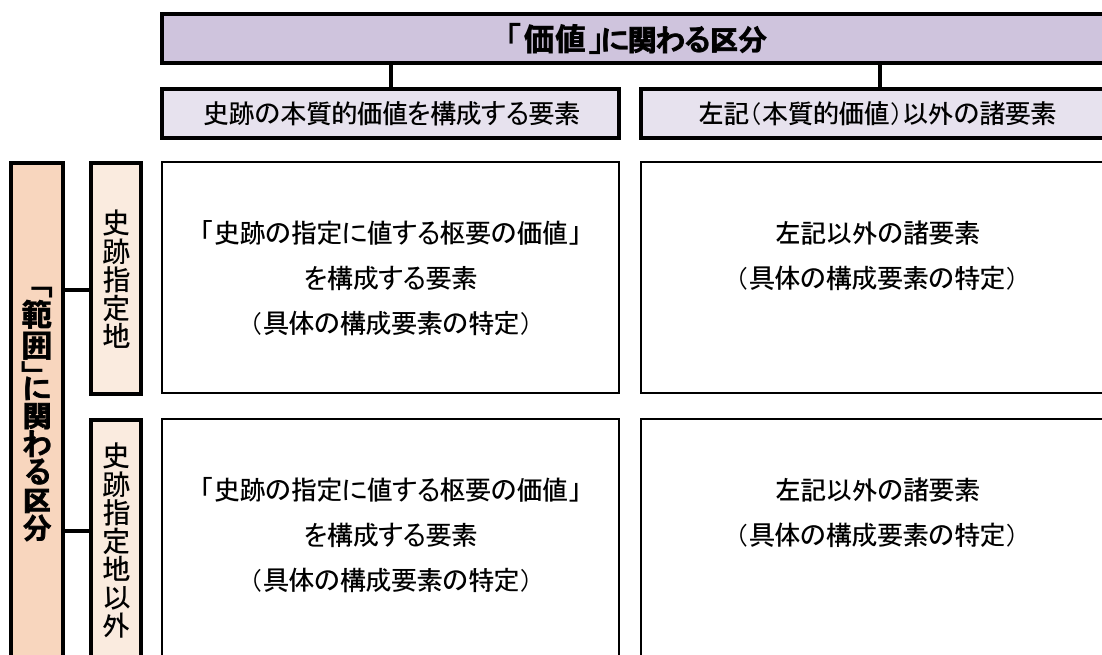 「価値」に関わる区分
史跡の本質的価値を構成する要素
左記（本質的価値）以外の諸要素
「範囲」に関わる区分
史跡指定地
「史跡の指定に値する枢要の価値」
を構成する要素
（具体の構成要素の特定）
左記以外の諸要素
（具体の構成要素の特定）
史跡指定地以外
「史跡の指定に値する枢要の価値」
を構成する要素
（具体の構成要素の特定）
左記以外の諸要素
（具体の構成要素の特定）